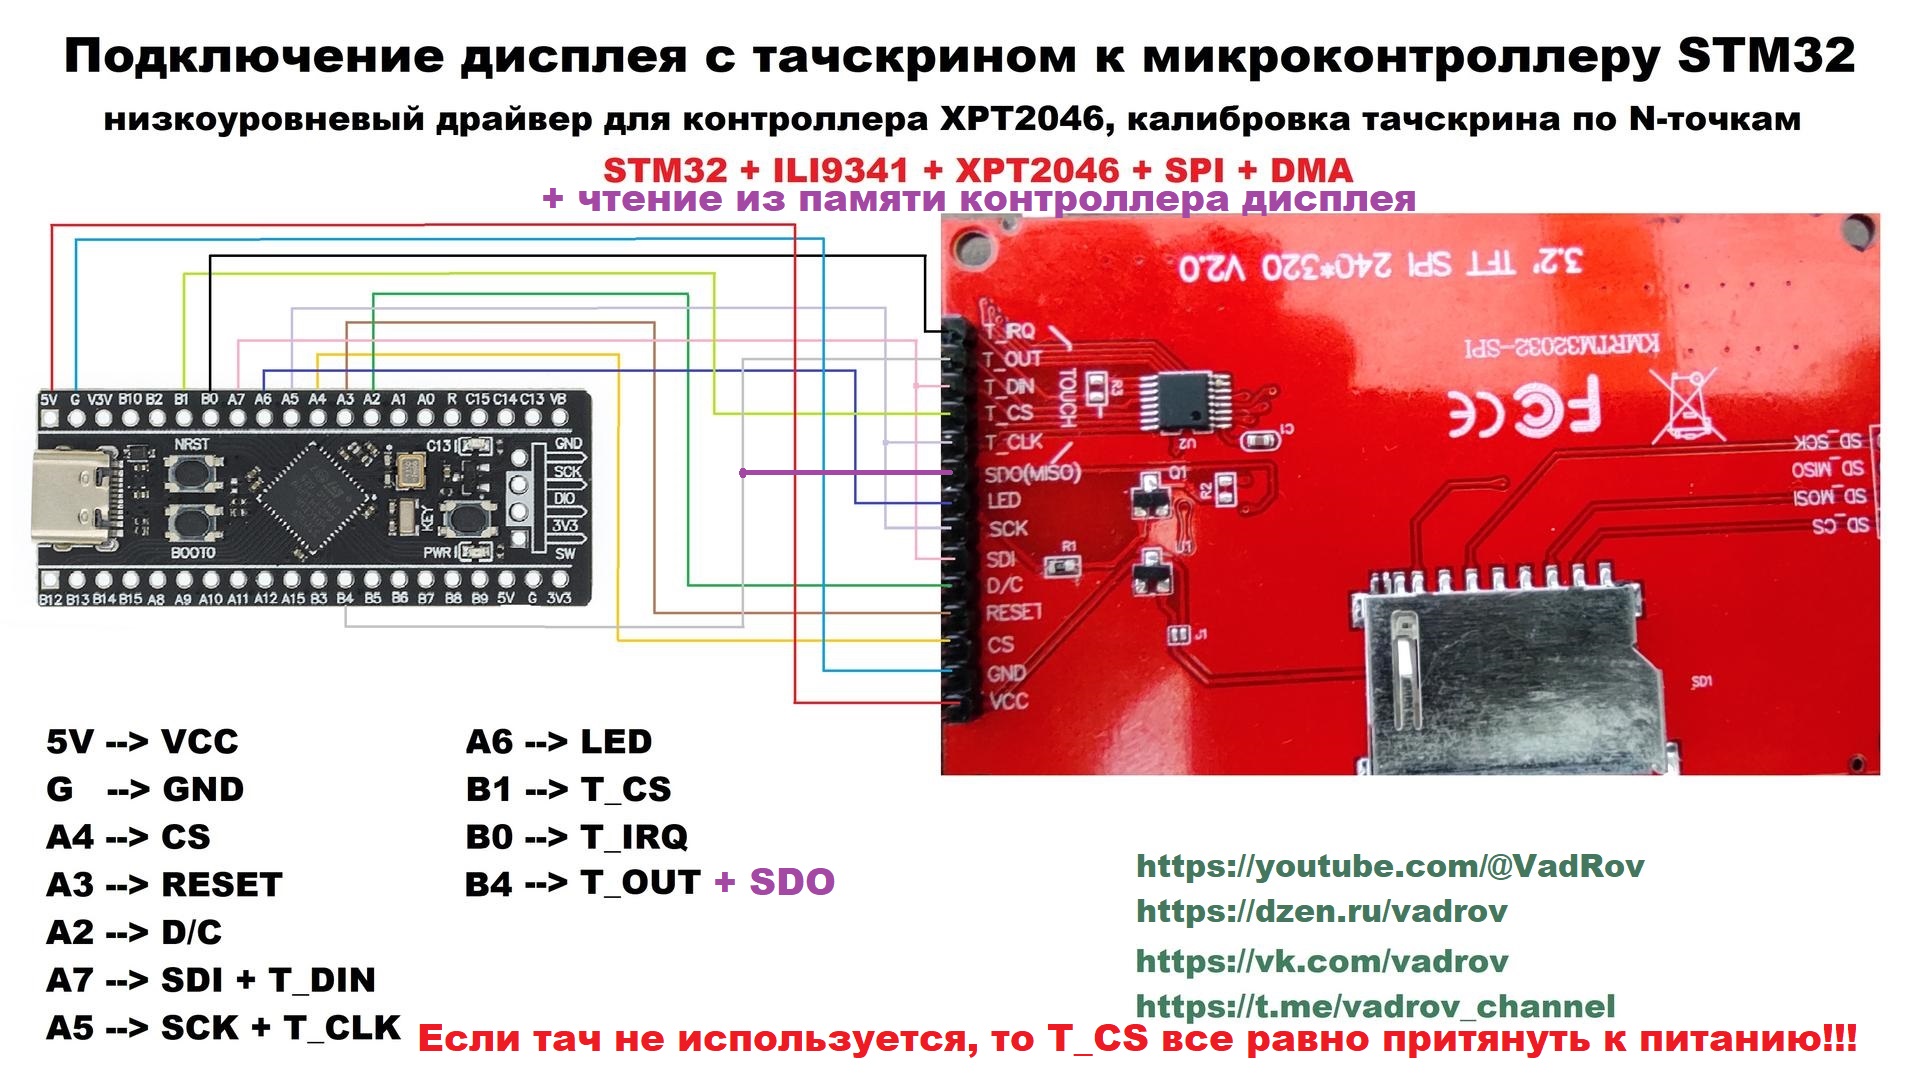 Подключение дисплея с тачскрином к микроконтроллеру STM32
низкоуровневый драйвер для контроллера XPT2046, калибровка тачскрина по N-точкам
STM32 + ILI9341 + XPT2046 + SPI + DMA
+ чтение из памяти контроллера дисплея
5V G V3V B10 B2 B1 B0 A7 A6 A5 A4 A3 A2 A1 A0 R C15 C14 C13 VB
NRST
BOOT0
C13
KEY
PWR
GND
SCK
DIO
3V3
SW
B12 B13 B14 B15 A8 A9 A10 A11 A12 A15 B3 B4 B5 B6 B7 B8 B9 5V G 3V3
3.2' TFT SPI 240*320 V2.0
KMRTM32032-SPI
FC CE
T_IRQ
T_OUT
T_DIN
T_CS
T_CLK
SDO(MISO)
LED
SCK
SDI
D/C
RESET
CS
GND
VCC
TOUCH
R3
U2
C1
Q1
R2
R1
J1
SD_SCK
SD_MISO
SD_MOSI
SD_CS
SD1
5V --> VCC
G --> GND
A4 --> CS
A3 --> RESET
A2 --> D/C
A7 --> SDI + T_DIN
A5 --> SCK + T_CLK
A6 --> LED
B1 --> T_CS
B0 --> T_IRQ
B4 --> T_OUT + SDO
https://youtube.com/@VadRov
https://dzen.ru/vadrov
https://vk.com/vadrov
https://t.me/vadrov_channel
Если тач не используется, то T_CS все равно притянуть к питанию!!!